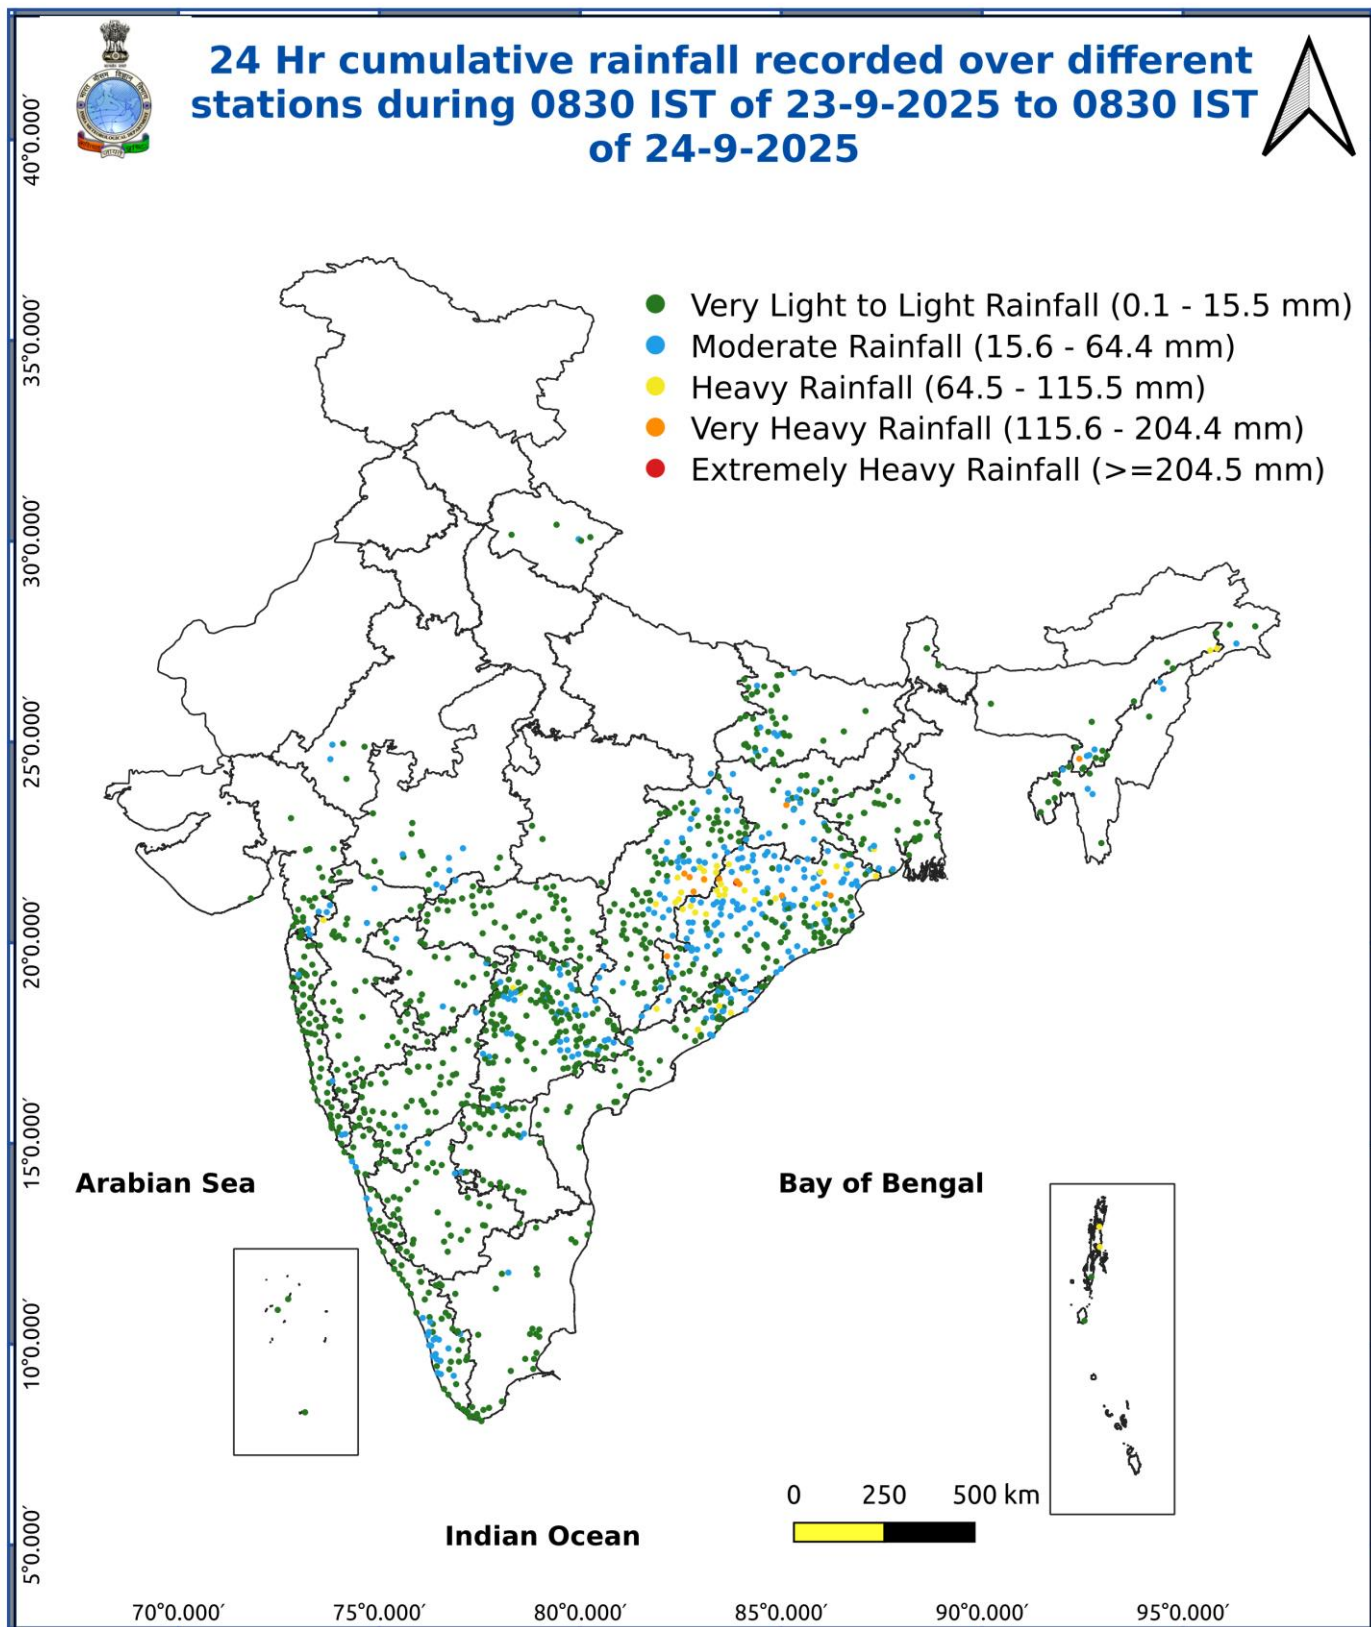 24 Hr cumulative rainfall recorded over different
stations during 0830 IST of 23-9-2025 to 0830 IST
of 24-9-2025
Very Light to Light Rainfall (0.1 - 15.5 mm)
Moderate Rainfall (15.6 - 64.4 mm)
Heavy Rainfall (64.5 - 115.5 mm)
Very Heavy Rainfall (115.6 - 204.4 mm)
Extremely Heavy Rainfall (>=204.5 mm)
40°0.000′
35°0.000′
30°0.000′
25°0.000′
20°0.000′
15°0.000′
10°0.000′
5°0.000′
Arabian Sea
Bay of Bengal
Indian Ocean
0 250 500 km
70°0.000′ 75°0.000′ 80°0.000′ 85°0.000′ 90°0.000′ 95°0.000′